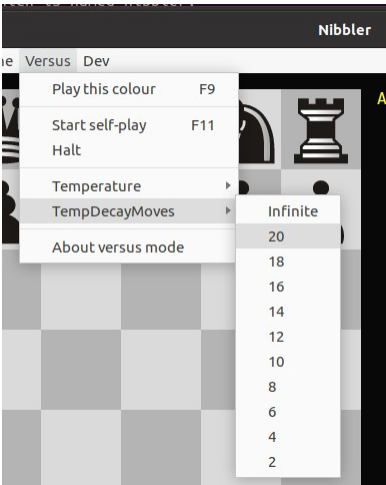 Nibbler
Versus Dev
A
Play this colour F9
Start self-play F11
Halt
Temperature
TempDecayMoves
About versus mode
Infinite
20
18
16
14
12
10
8
6
4
2